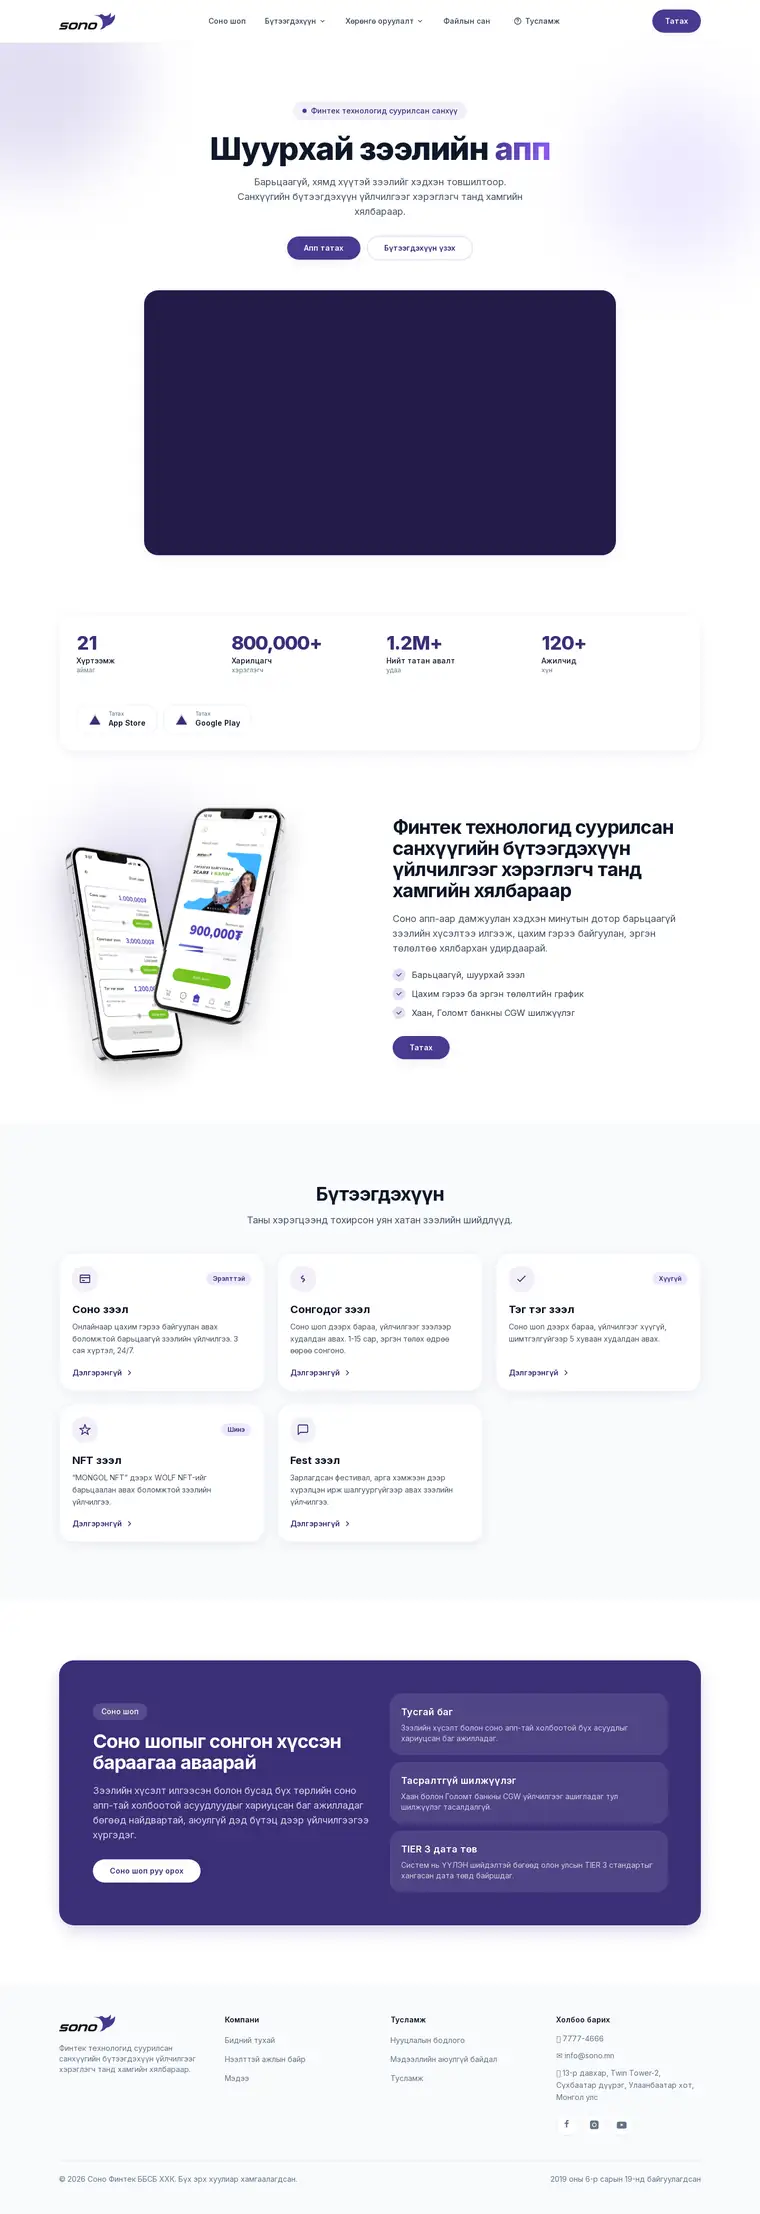 sono
Соно шоп
Бүтээгдэхүүн
Хөрөнгө оруулалт
Файлын сан
Тусламж
Татах
Финтек технологид суурилсан санхүү
Шуурхай зээлийн апп
Барьцаагүй, хямд хүүтэй зээлийг хэдхэн товшилтоор.
Санхүүгийн бүтээгдэхүүн үйлчилгээг хэрэглэгч танд хамгийн
хялбараар.
Апп татах
Бүтээгдэхүүн үзэх
21
Хүртээмж
аймаг
800,000+
Харилцагч
хэрэглэгч
1.2M+
Нийт татан авалт
удаа
120+
Ажилчид
хүн
Татах
App Store
Татах
Google Play
1,000,000₮
3,000,000₮
900,000₮
Финтек технологид суурилсан
санхүүгийн бүтээгдэхүүн
үйлчилгээг хэрэглэгч танд
хамгийн хялбараар
Соно апп-аар дамжуулан хэдхэн минутын дотор барьцаагүй
зээлийн хүсэлтээ илгээж, цахим гэрээ байгуулан, эргэн
төлөлтөө хялбархан удирдаарай.
Барьцаагүй, шуурхай зээл
Цахим гэрээ ба эргэн төлөлтийн график
Хаан, Голомт банкны CGW шилжүүлэг
Татах
Бүтээгдэхүүн
Таны хэрэгцээнд тохирсон уян хатан зээлийн шийдлүүд.
Эрэлттэй
Соно зээл
Онлайнаар цахим гэрээ байгуулан авах
боломжтой барьцаагүй зээлийн үйлчилгээ. 3
сая хүртэл, 24/7.
Дэлгэрэнгүй
Сонгодог зээл
Соно шоп дээрх бараа, үйлчилгээг зээлээр
худалдан авах. 1-15 сар, эргэн төлөх өдрөө
өөрөө сонгоно.
Дэлгэрэнгүй
Хүүгүй
Тэг тэг зээл
Соно шоп дээрх бараа, үйлчилгээг хүүгүй,
шимтгэлгүйгээр 5 хуваан худалдан авах.
Дэлгэрэнгүй
Шинэ
NFT зээл
"MONGOL NFT" дээрх WOLF NFT-ийг
барьцаалан авах боломжтой зээлийн
үйлчилгээ.
Дэлгэрэнгүй
Fest зээл
Зарлагдсан фестивал, арга хэмжээн дээр
хүрэлцэн ирж шалгуургүйгээр авах зээлийн
үйлчилгээ.
Дэлгэрэнгүй
Соно шоп
Соно шопыг сонгон хүссэн
бараагаа аваарай
Зээлийн хүсэлт илгээсэн болон бусад бүх төрлийн соно
апп-тай холбоотой асуудлуудыг хариуцсан баг ажилладаг
бөгөөд найдвартай, аюулгүй дэд бүтэц дээр үйлчилгээгээ
хүргэдэг.
Соно шоп руу орох
Тусгай баг
Зээлийн хүсэлт болон соно апп-тай холбоотой бүх асуудлыг
хариуцсан баг ажилладаг.
Тасралтгүй шилжүүлэг
Хаан болон Голомт банкны CGW үйлчилгээг ашигладаг тул
шилжүүлэг тасалдалгүй.
TIER 3 дата төв
Систем нь ҮҮЛЭН шийдэлтэй бөгөөд олон улсын TIER 3 стандартыг
хангасан дата төвд байршдаг.
sono
Финтек технологид суурилсан
санхүүгийн бүтээгдэхүүн үйлчилгээг
хэрэглэгч танд хамгийн хялбараар.
Компани
Бидний тухай
Нээлттэй ажлын байр
Мэдээ
Тусламж
Нууцлалын бодлого
Мэдээллийн аюулгүй байдал
Тусламж
Холбоо барих
7777-4666
✉ info@sono.mn
13-р давхар, Twin Tower-2,
Сүхбаатар дүүрэг, Улаанбаатар хот,
Монгол улс
© 2026 Соно Финтек ББСБ ХХК. Бүх эрх хуулиар хамгаалагдсан.
2019 оны 6-р сарын 19-нд байгуулагдсан